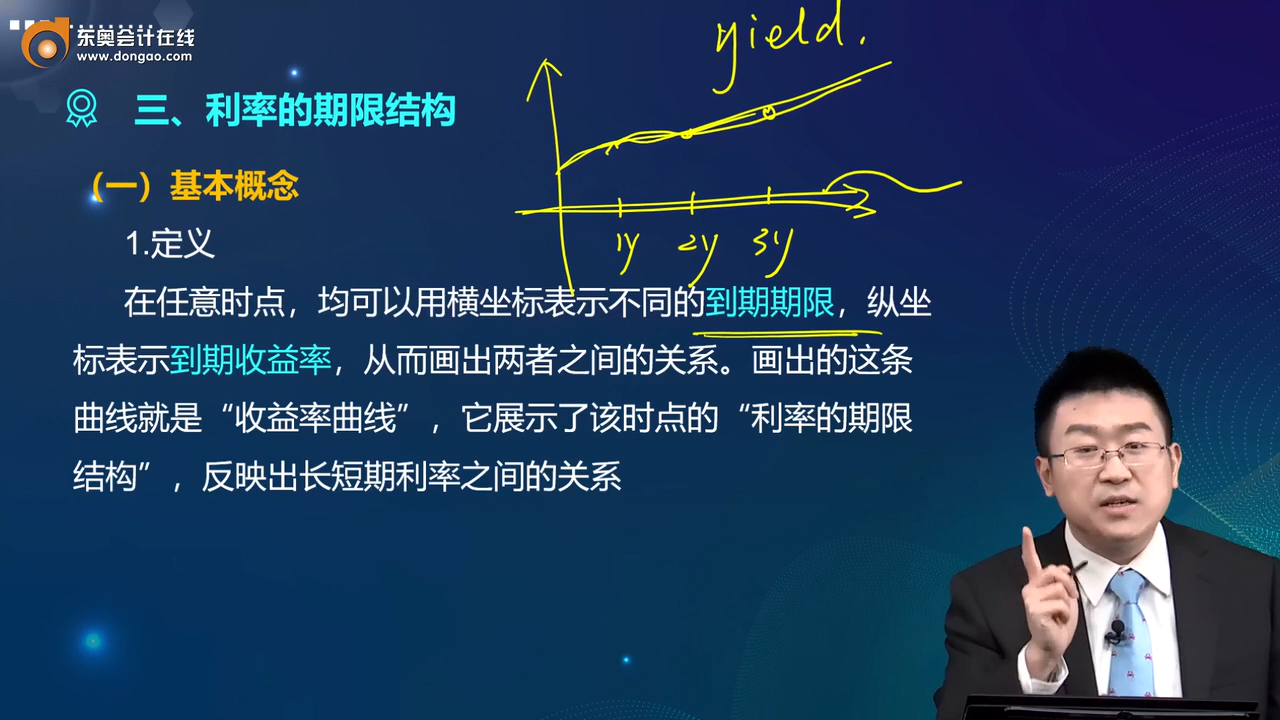 东奥会计在线
www.dongao.com
yield.
三、利率的期限结构
（一）基本概念
1y 2y 3y
1.定义
在任意时点，均可以用横坐标表示不同的到期期限，纵坐
标表示到期收益率，从而画出两者之间的关系。画出的这条
曲线就是“收益率曲线”，它展示了该时点的“利率的期限
结构”，反映出长短期利率之间的关系